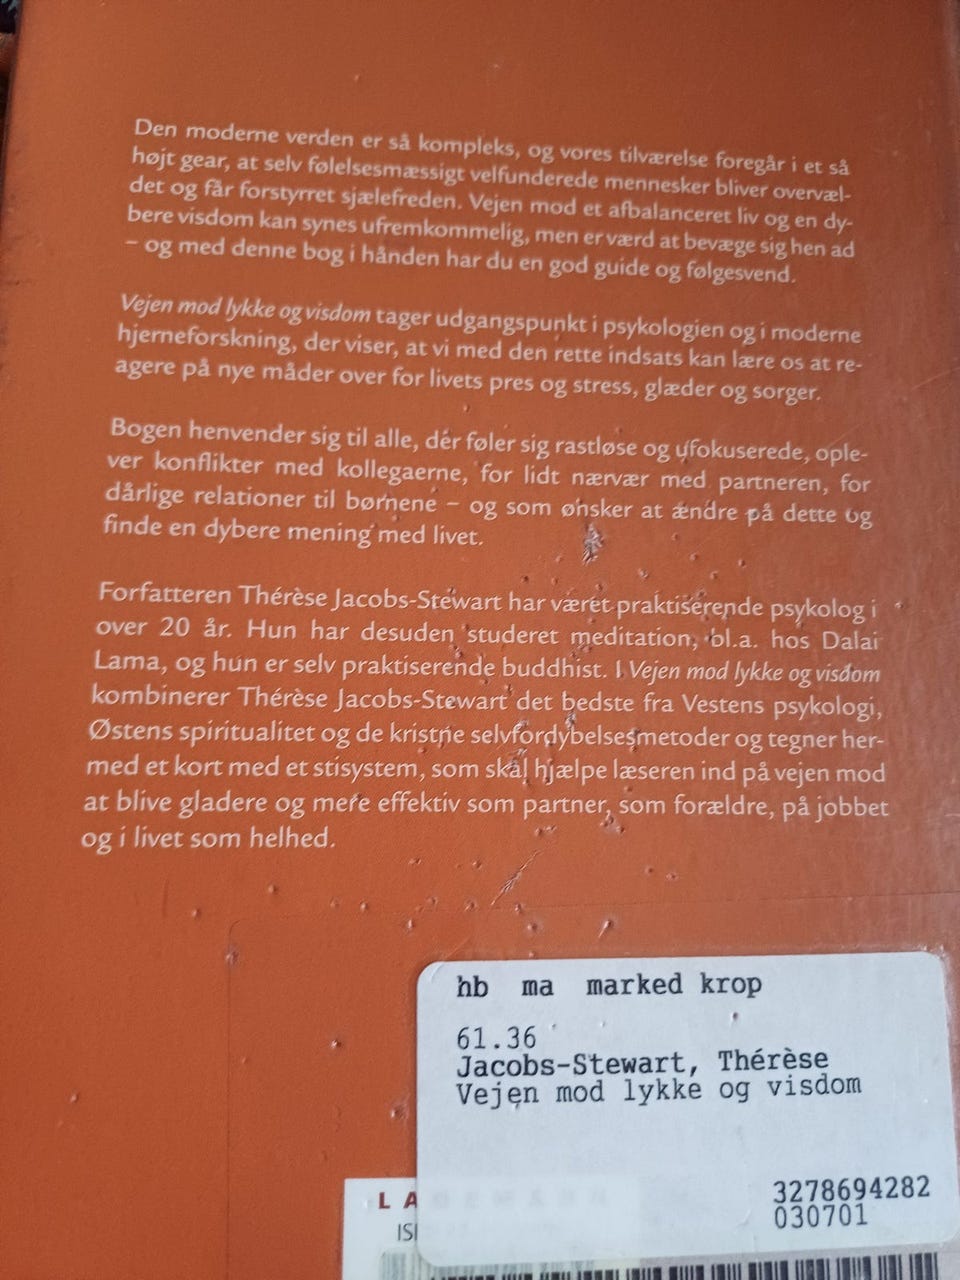 Den moderne verden er så kompleks, og vores tilværelse foregår i et så
højt gear, at selv følelsesmæssigt velfunderede mennesker bliver overvæl-
det og får forstyrret sjælefreden. Vejen mod et afbalanceret liv og en dy-
bere visdom kan synes ufremkommelig, men er værd at bevæge sig hen ad
– og med denne bog i hånden har du en god guide og følgesvend.
Vejen mod lykke og visdom tager udgangspunkt i psykologien og i moderne
hjerneforskning, der viser, at vi med den rette indsats kan lære os at re-
agere på nye måder over for livets pres og stress, glæder og sorger.
Bogen henvender sig til alle, der føler sig rastløse og ufokuserede, ople-
ver konflikter med kollegaerne, for lidt nærvær med partneren, for
dårlige relationer til børnene – og som ønsker at ændre på dette og
finde en dybere mening med livet.
Forfatteren Thérèse Jacobs-Stewart har været praktiserende psykolog i
over 20 år. Hun har desuden studeret meditation, bl.a. hos Dalai
Lama, og hun er selv praktiserende buddhist. I Vejen mod lykke og visdom
kombinerer Thérèse Jacobs-Stewart det bedste fra Vestens psykologi,
Østens spiritualitet og de kristne selvfordybelsesmetoder og tegner her-
med et kort med et stisystem, som skal hjælpe læseren ind på vejen mod
at blive gladere og mere effektiv som partner, som forældre, på jobbet
og i livet som helhed.
hb ma marked krop
61.36
Jacobs-Stewart, Thérèse
Vejen mod lykke og visdom
3278694282
030701